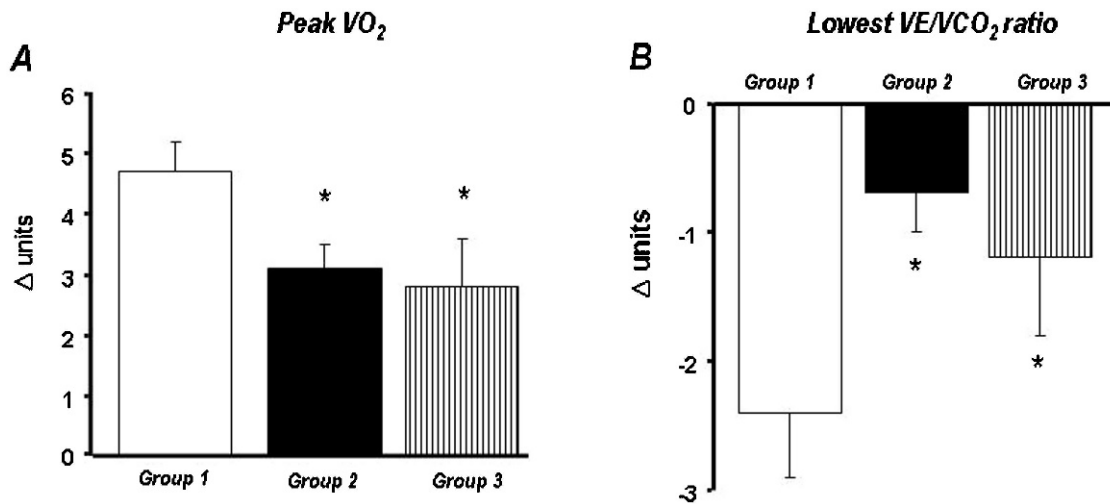 Peak VO₂
A
6
5
4
3
2
1
0
Δ units
*
*
Group 1
Group 2
Group 3
Lowest VE/VCO₂ ratio
B
Group 1
Group 2
Group 3
0
-1
-2
-3
Δ units
*
*